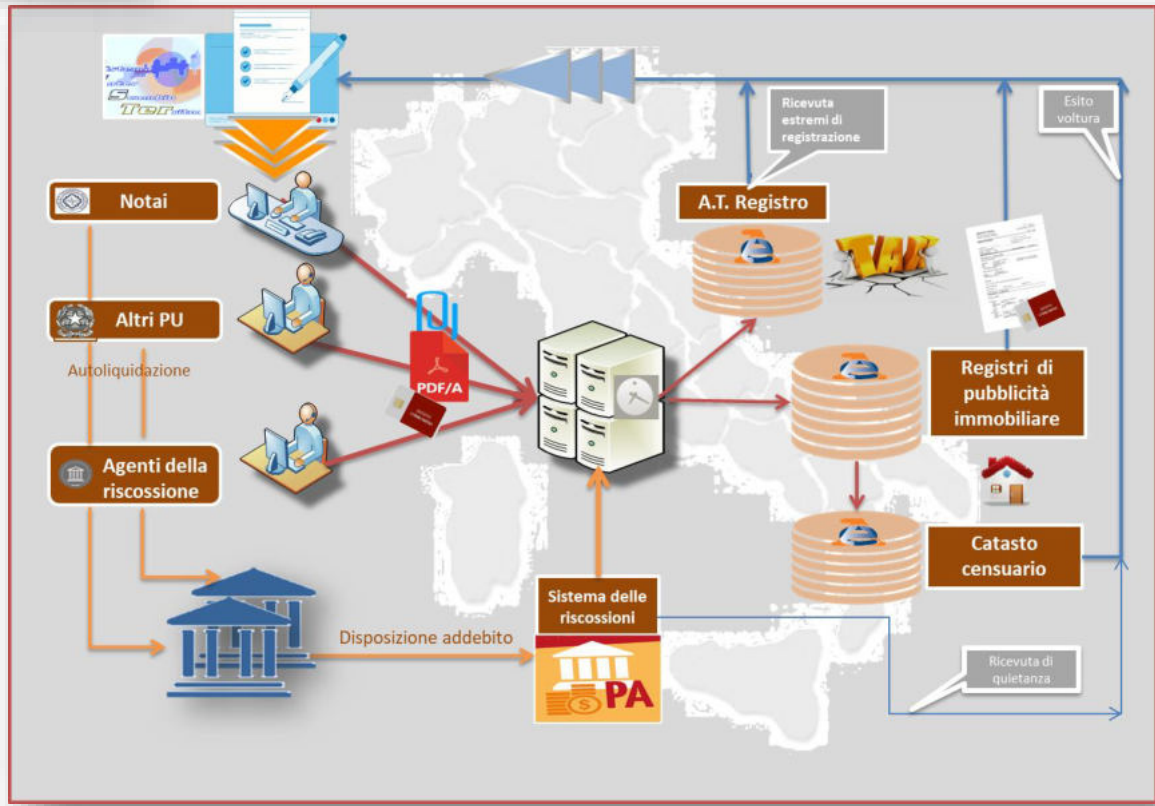 Ricevuta
estremi di
registrazione
Esito
voltura
Notai
A.T. Registro
TAX
Altri PU
Autoliquidazione
PDF/A
Registri di
pubblicità
immobiliare
Agenti della
riscossione
Catasto
censuario
Sistema delle
riscossioni
Disposizione addebito
PA
Ricevuta di
quietanza